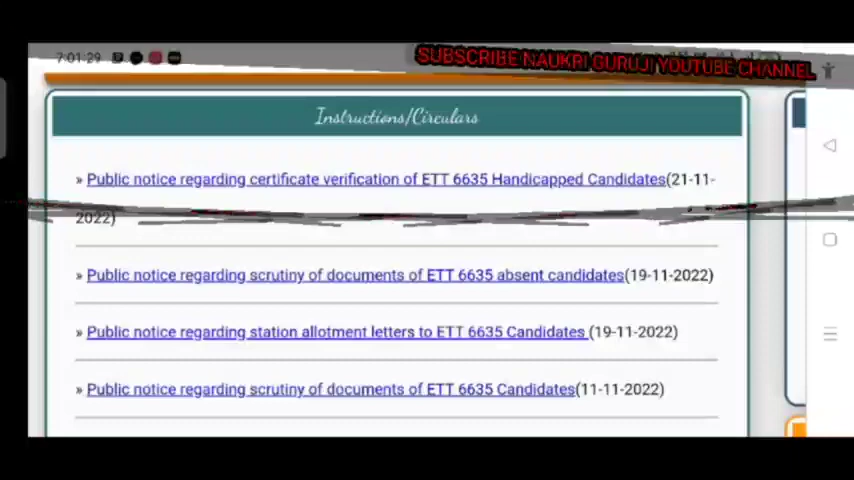 7:01:29
SUBSCRIBE NAUKRI GURUJI YOUTUBE CHANNEL
Instructions/Circulars
» Public notice regarding certificate verification of ETT 6635 Handicapped Candidates(21-11-
2022)
» Public notice regarding scrutiny of documents of ETT 6635 absent candidates(19-11-2022)
» Public notice regarding station allotment letters to ETT 6635 Candidates (19-11-2022)
» Public notice regarding scrutiny of documents of ETT 6635 Candidates(11-11-2022)